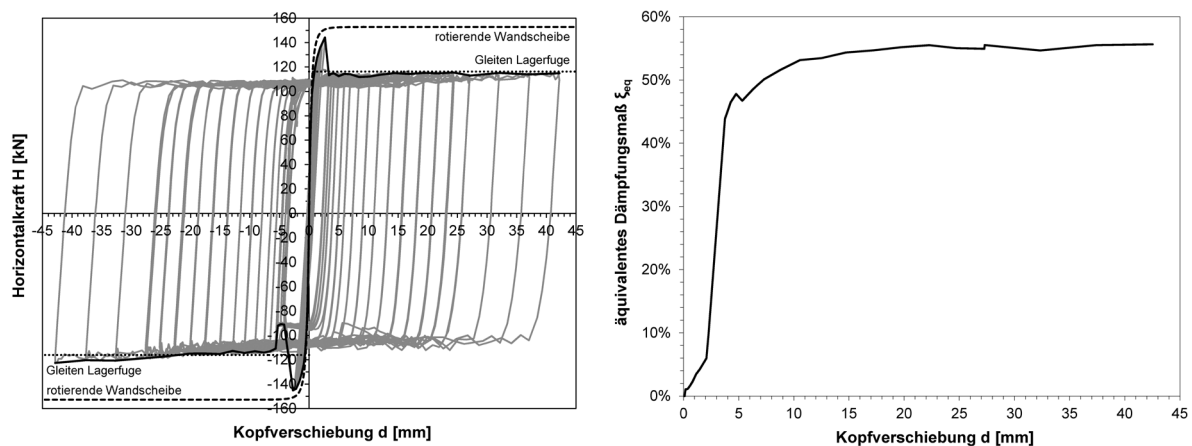 160
140
120
100
80
60
40
20
0
-20
-40
-60
-80
-100
-120
-140
-160
-45 -40 -35 -30 -25 -20 -15 -10 -5 0 5 10 15 20 25 30 35 40 45
rotierende Wandscheibe
Gleiten Lagerfuge
Gleiten Lagerfuge
rotierende Wandscheibe
Horizontalkraft H [kN]
Kopfverschiebung d [mm]
60%
50%
40%
30%
20%
10%
0%
0 5 10 15 20 25 30 35 40 45
äquivalentes Dämpfungsmaß ξeq
Kopfverschiebung d [mm]